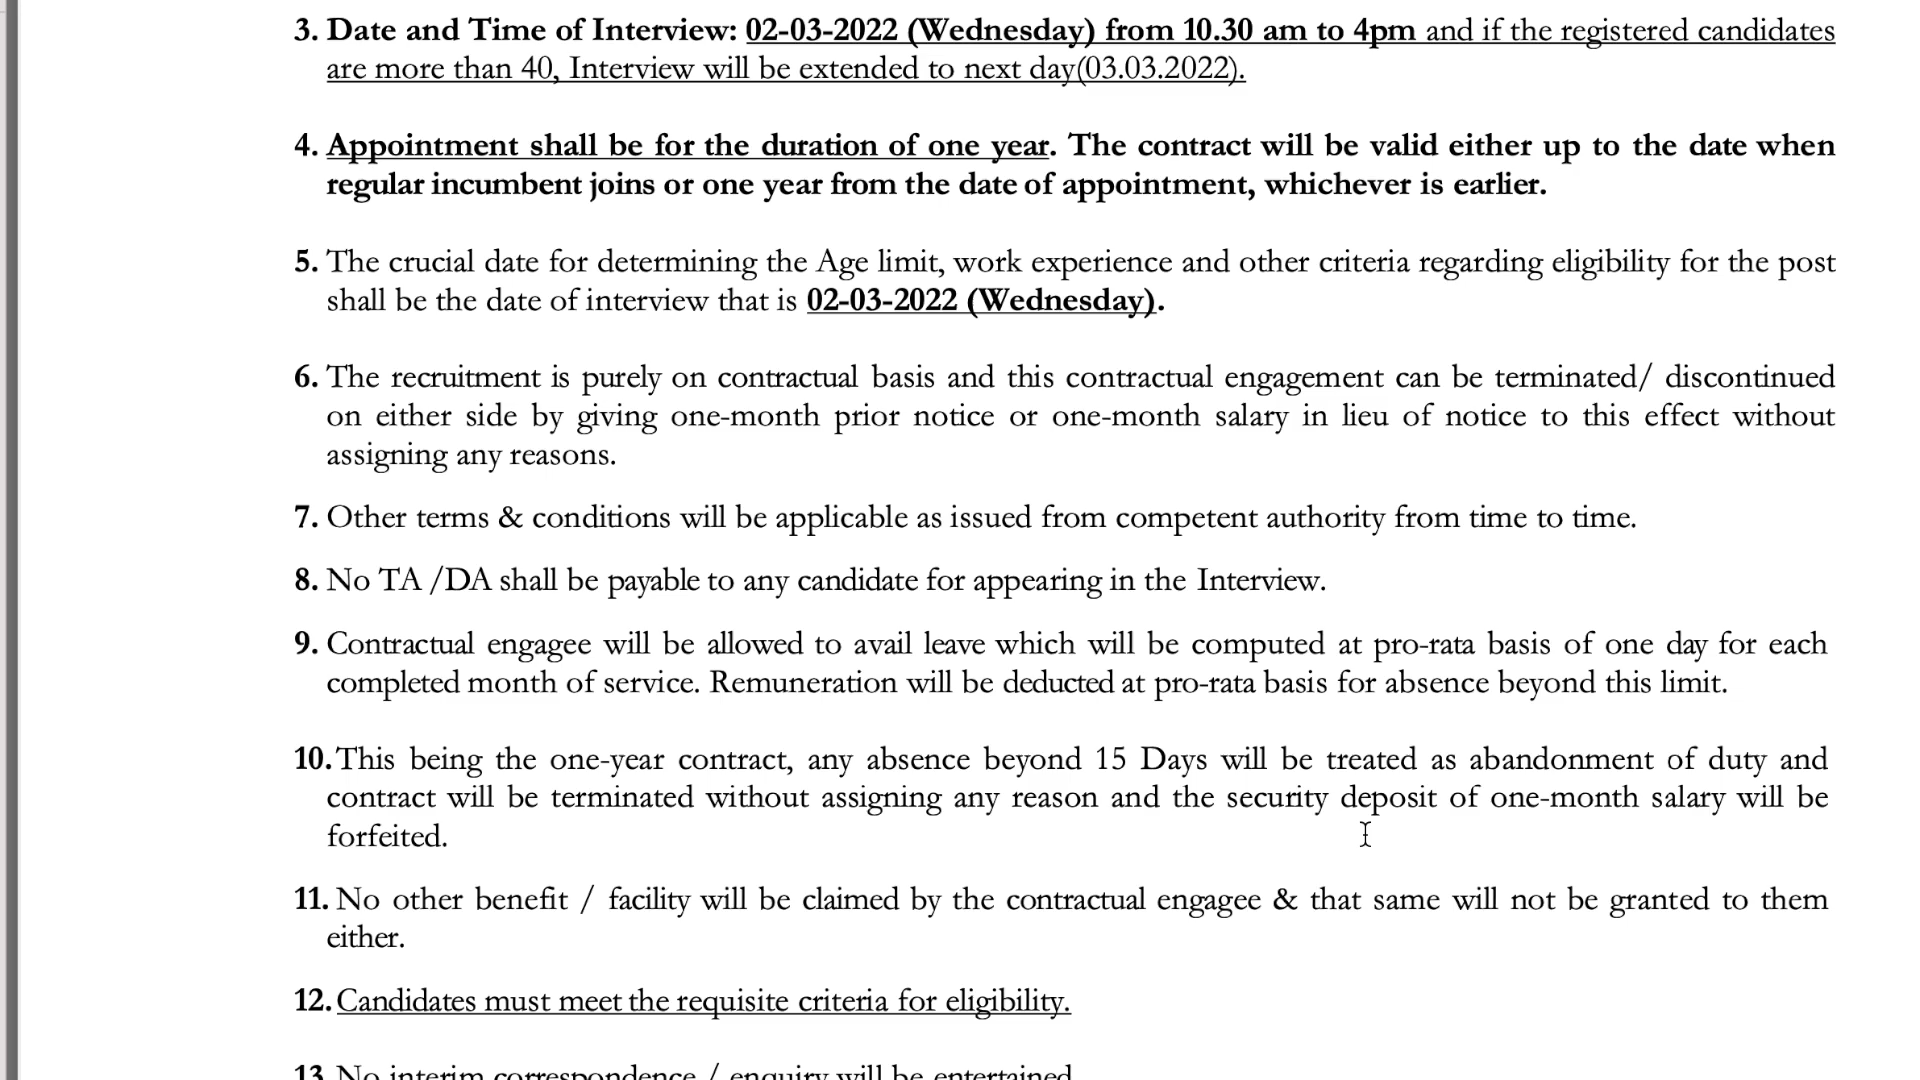 3. Date and Time of Interview: 02-03-2022 (Wednesday) from 10.30 am to 4pm and if the registered candidates
are more than 40, Interview will be extended to next day(03.03.2022).
4. Appointment shall be for the duration of one year. The contract will be valid either up to the date when
regular incumbent joins or one year from the date of appointment, whichever is earlier.
5. The crucial date for determining the Age limit, work experience and other criteria regarding eligibility for the post
shall be the date of interview that is 02-03-2022 (Wednesday).
6. The recruitment is purely on contractual basis and this contractual engagement can be terminated/ discontinued
on either side by giving one-month prior notice or one-month salary in lieu of notice to this effect without
assigning any reasons.
7. Other terms & conditions will be applicable as issued from competent authority from time to time.
8. No TA /DA shall be payable to any candidate for appearing in the Interview.
9. Contractual engagee will be allowed to avail leave which will be computed at pro-rata basis of one day for each
completed month of service. Remuneration will be deducted at pro-rata basis for absence beyond this limit.
10. This being the one-year contract, any absence beyond 15 Days will be treated as abandonment of duty and
contract will be terminated without assigning any reason and the security deposit of one-month salary will be
forfeited.
11. No other benefit / facility will be claimed by the contractual engagee & that same will not be granted to them
either.
12. Candidates must meet the requisite criteria for eligibility.
13. No interim correspondence / enquiry will be entertained